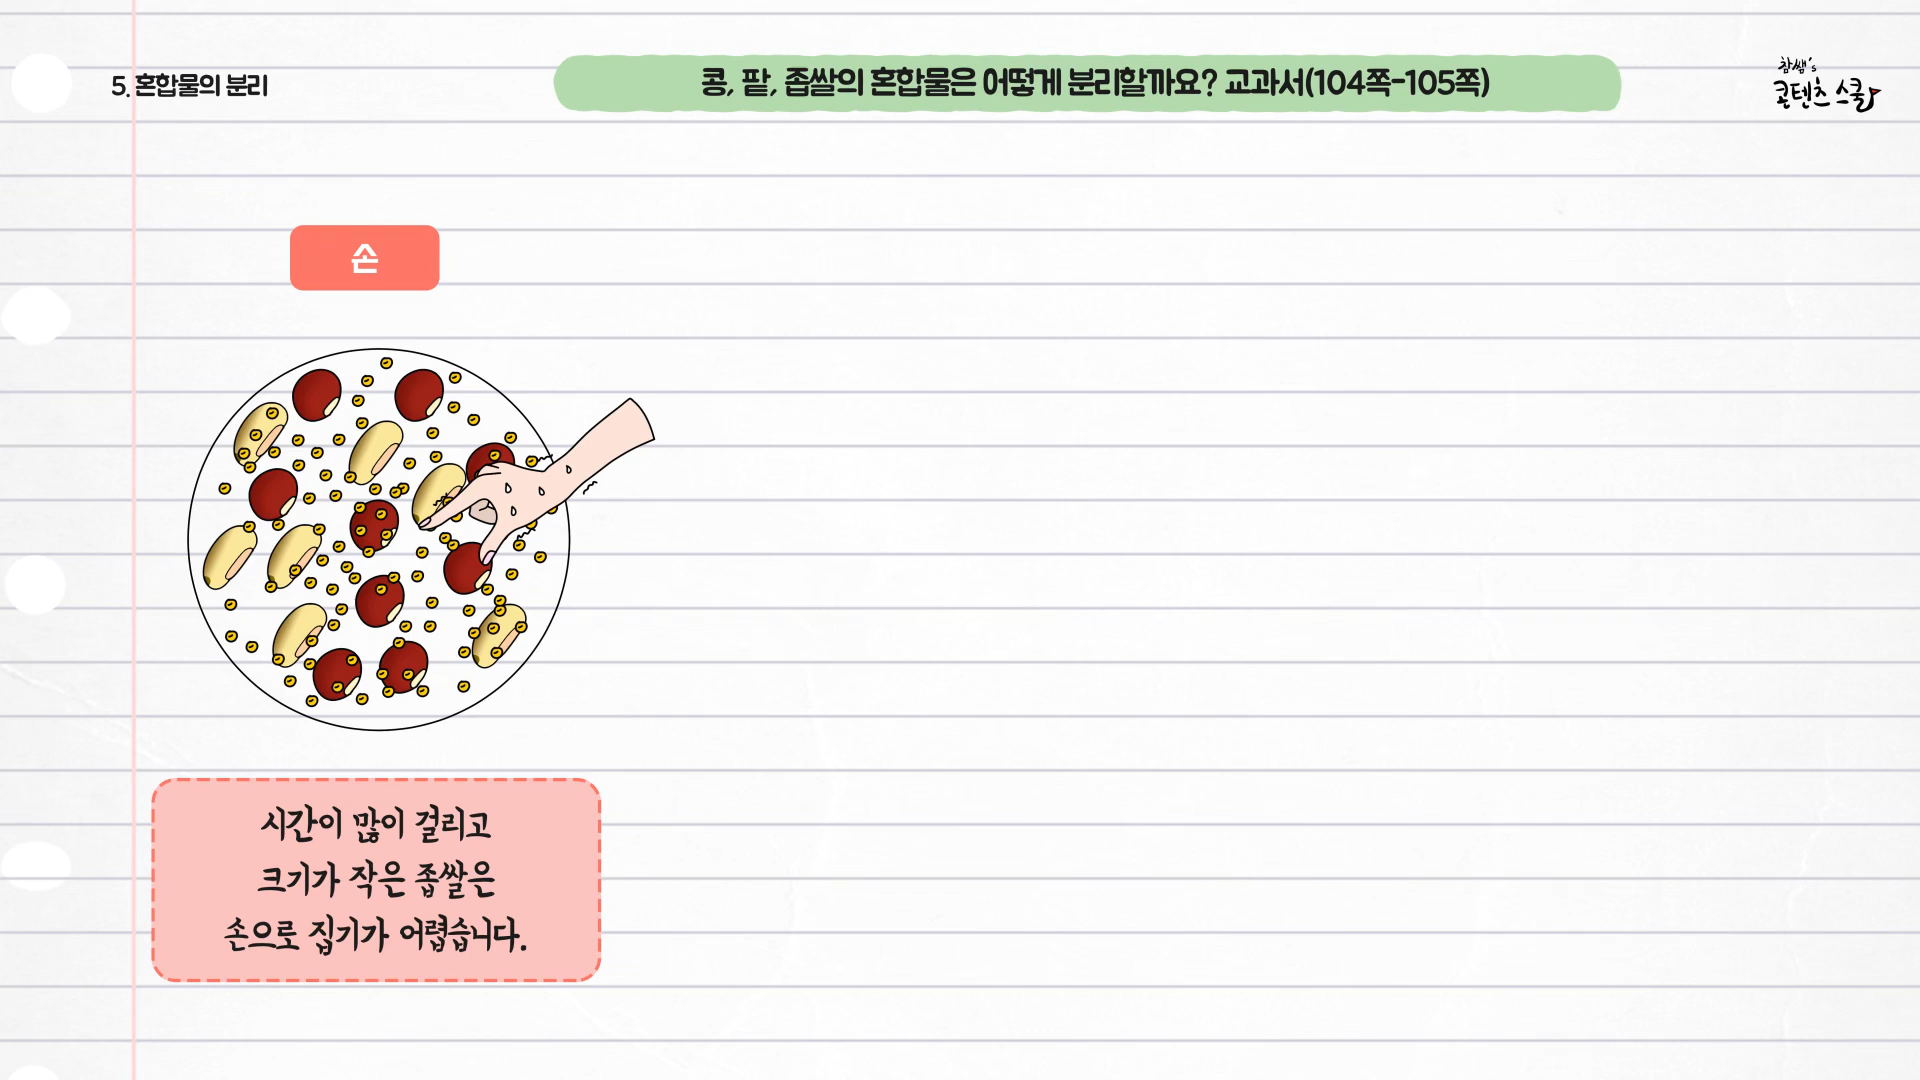 5. 혼합물의 분리
콩, 팥, 좁쌀의 혼합물은 어떻게 분리할까요? 교과서(104쪽-105쪽)
참쌤's
콘텐츠 스쿨
손
시간이 많이 걸리고
크기가 작은 좁쌀은
손으로 집기가 어렵습니다.